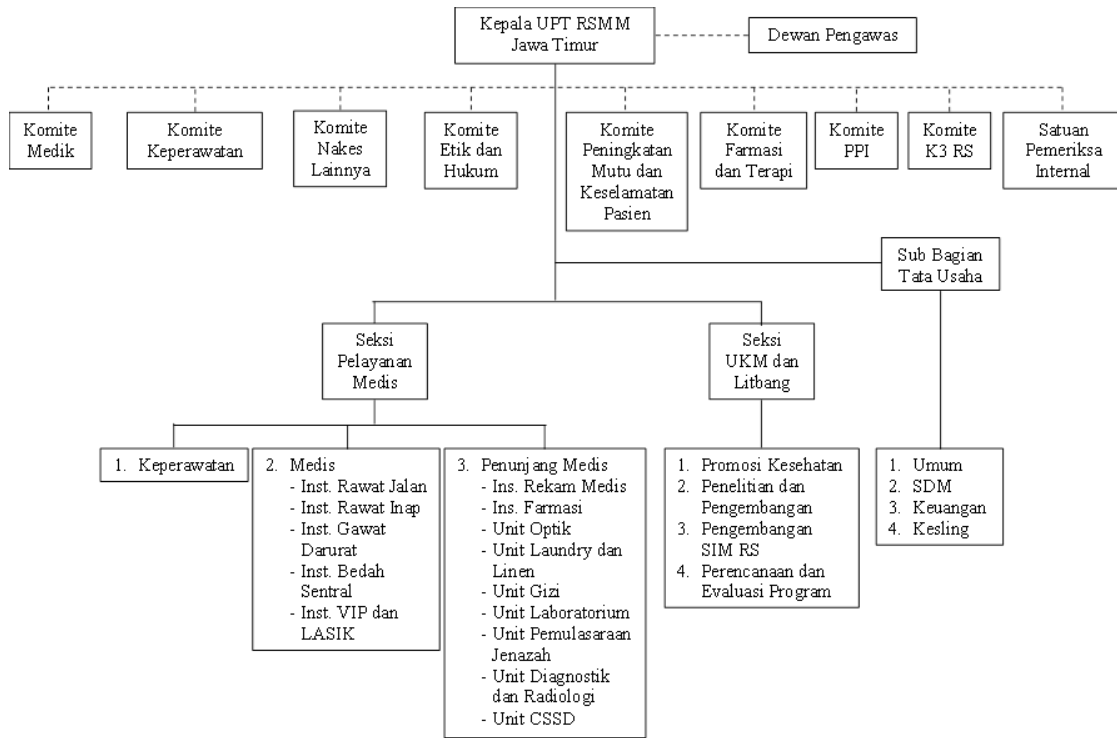 Kepala UPT RSMM
Jawa Timur
Dewan Pengawas
Komite
Medik
Komite
Keperawatan
Komite
Nakes
Lainnya
Komite
Etik dan
Hukum
Komite
Peningkatan
Mutu dan
Keselamatan
Pasien
Komite
Farmasi
dan Terapi
Komite
PPI
Komite
K3 RS
Satuan
Pemeriksa
Internal
Sub Bagian
Tata Usaha
Seksi
Pelayanan
Medis
Seksi
UKM dan
Litbang
1. Keperawatan
2. Medis
- Inst. Rawat Jalan
- Inst. Rawat Inap
- Inst. Gawat
Darurat
- Inst. Bedah
Sentral
- Inst. VIP dan
LASIK
3. Penunjang Medis
- Ins. Rekam Medis
- Ins. Farmasi
- Unit Optik
- Unit Laundry dan
Linen
- Unit Gizi
- Unit Laboratorium
- Unit Pemulasaraan
Jenazah
- Unit Diagnostik
dan Radiologi
- Unit CSSD
1. Promosi Kesehatan
2. Penelitian dan
Pengembangan
3. Pengembangan
SIM RS
4. Perencanaan dan
Evaluasi Program
1. Umum
2. SDM
3. Keuangan
4. Kesling